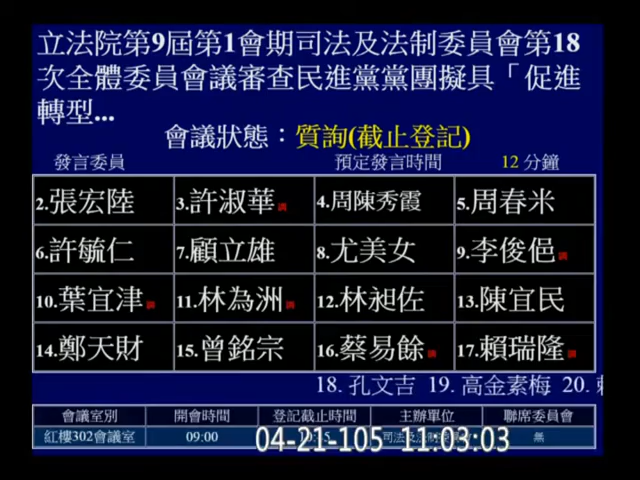 立法院第9屆第1會期司法及法制委員會第18
次全體委員會議審查民進黨黨團擬具「促進
轉型...
會議狀態：質詢(截止登記)
發言委員 預定發言時間 12分鐘
2.張宏陸 3.許淑華 4.周陳秀霞 5.周春米
6.許毓仁 7.顧立雄 8.尤美女 9.李俊俋
10.葉宜津 11.林為洲 12.林昶佐 13.陳宜民
14.鄭天財 15.曾銘宗 16.蔡易餘 17.賴瑞隆
18. 孔文吉 19. 高金素梅 20.
會議室別 開會時間 登記截止時間 主辦單位 聯席委員會
紅樓302會議室 09:00 無
04-21-105 11:03:03